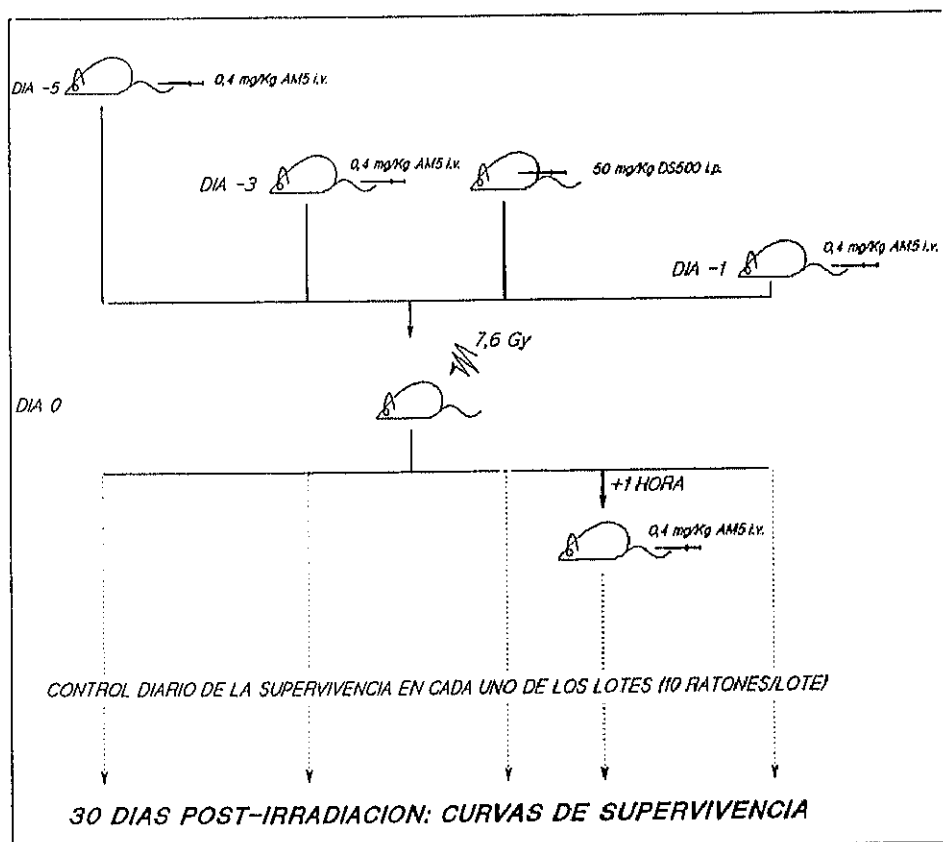 DIA -5
0,4 mg/Kg AM5 i.v.
DIA -3
0,4 mg/Kg AM5 i.v.
50 mg/Kg DS500 i.p.
DIA -1
0,4 mg/Kg AM5 i.v.
7,6 Gy
DIA 0
+1 HORA
0,4 mg/Kg AM5 i.v.
CONTROL DIARIO DE LA SUPERVIVENCIA EN CADA UNO DE LOS LOTES (10 RATONES/LOTE)
30 DIAS POST-IRRADIACION: CURVAS DE SUPERVIVENCIA